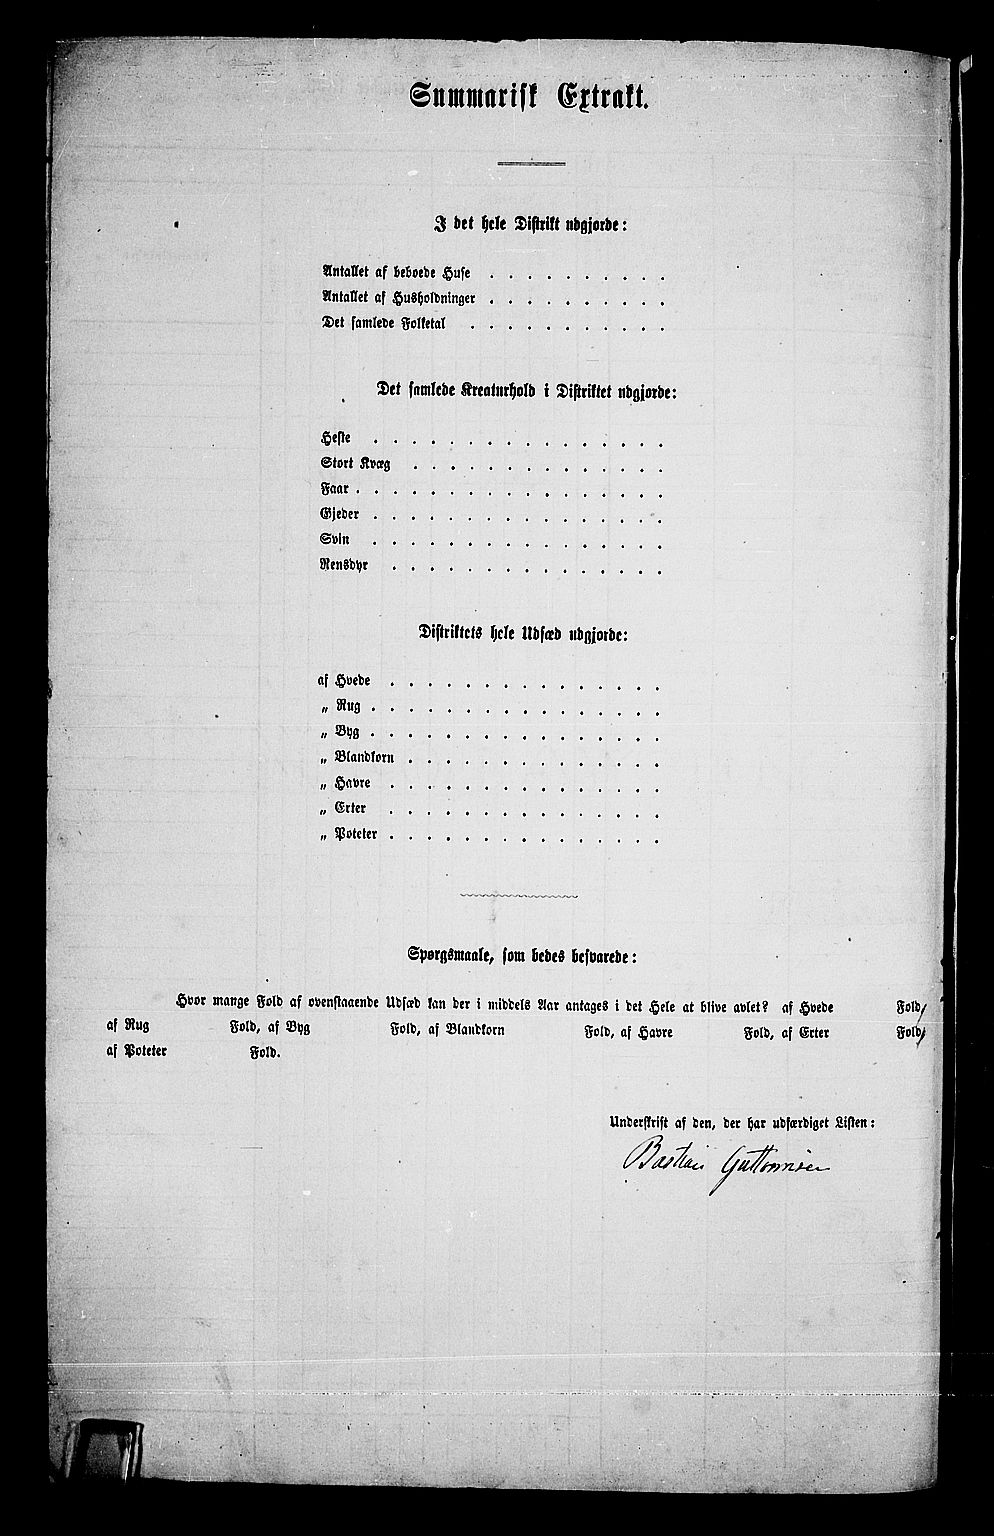 Summarisk Extrakt.
I det hele Distrikt udgjorde:
Antallet af beboede Huse . . . . . . . . . .
Antallet af Husholdninger . . . . . . . . . .
Det samlede Folketal . . . . . . . . . . .
Det samlede Kreaturhold i Distriktet udgjorde:
Heste . . . . . . . . . . . . . . . .
Stort Kvæg . . . . . . . . . . . . . .
Faar . . . . . . . . . . . . . . . . .
Gjeder . . . . . . . . . . . . . . . .
Svin . . . . . . . . . . . . . . . .
Rensdyr . . . . . . . . . . . . . . .
Distriktets hele Udsæd udgjorde:
af Hvede . . . . . . . . . . . . . . .
„ Rug . . . . . . . . . . . . . . . .
„ Byg . . . . . . . . . . . . . . . .
„ Blandkorn . . . . . . . . . . . . . .
„ Havre . . . . . . . . . . . . . . .
„ Erter . . . . . . . . . . . . . . .
„ Poteter . . . . . . . . . . . . . . .
Spørgsmaale, som bedes besvarede:
Hvor mange Fold af ovenstaaende Udsæd kan der i middels Aar antages i det Hele at blive avlet? af Hvede Fold,
af Rug Fold, af Byg Fold, af Blandkorn Fold, af Havre Fold, af Erter Fold,
af Poteter Fold.
Underskrift af den, der har udfærdiget Listen:
Bastian Guttormsen